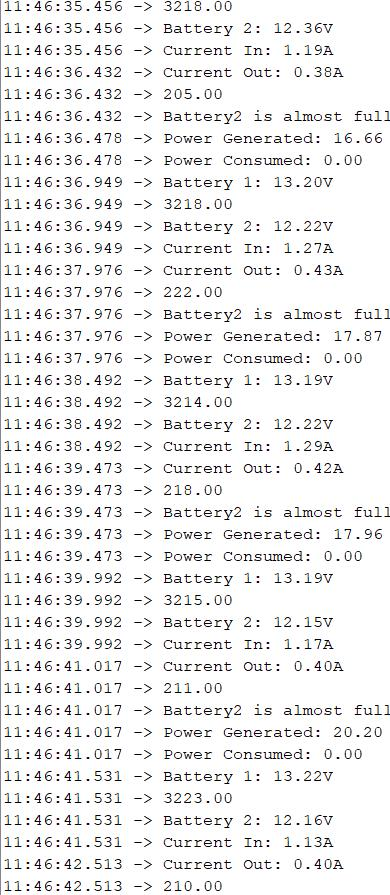 11:46:35.456 -> 3218.00
11:46:35.456 -> Battery 2: 12.36V
11:46:35.456 -> Current In: 1.19A
11:46:36.432 -> Current Out: 0.38A
11:46:36.432 -> 205.00
11:46:36.432 -> Battery2 is almost full
11:46:36.478 -> Power Generated: 16.66
11:46:36.478 -> Power Consumed: 0.00
11:46:36.949 -> Battery 1: 13.20V
11:46:36.949 -> 3218.00
11:46:36.949 -> Battery 2: 12.22V
11:46:36.949 -> Current In: 1.27A
11:46:37.976 -> Current Out: 0.43A
11:46:37.976 -> 222.00
11:46:37.976 -> Battery2 is almost full
11:46:37.976 -> Power Generated: 17.87
11:46:37.976 -> Power Consumed: 0.00
11:46:38.492 -> Battery 1: 13.19V
11:46:38.492 -> 3214.00
11:46:38.492 -> Battery 2: 12.22V
11:46:38.492 -> Current In: 1.29A
11:46:39.473 -> Current Out: 0.42A
11:46:39.473 -> 218.00
11:46:39.473 -> Battery2 is almost full
11:46:39.473 -> Power Generated: 17.96
11:46:39.473 -> Power Consumed: 0.00
11:46:39.992 -> Battery 1: 13.19V
11:46:39.992 -> 3215.00
11:46:39.992 -> Battery 2: 12.15V
11:46:39.992 -> Current In: 1.17A
11:46:41.017 -> Current Out: 0.40A
11:46:41.017 -> 211.00
11:46:41.017 -> Battery2 is almost full
11:46:41.017 -> Power Generated: 20.20
11:46:41.017 -> Power Consumed: 0.00
11:46:41.531 -> Battery 1: 13.22V
11:46:41.531 -> 3223.00
11:46:41.531 -> Battery 2: 12.16V
11:46:41.531 -> Current In: 1.13A
11:46:42.513 -> Current Out: 0.40A
11:46:42.513 -> 210.00